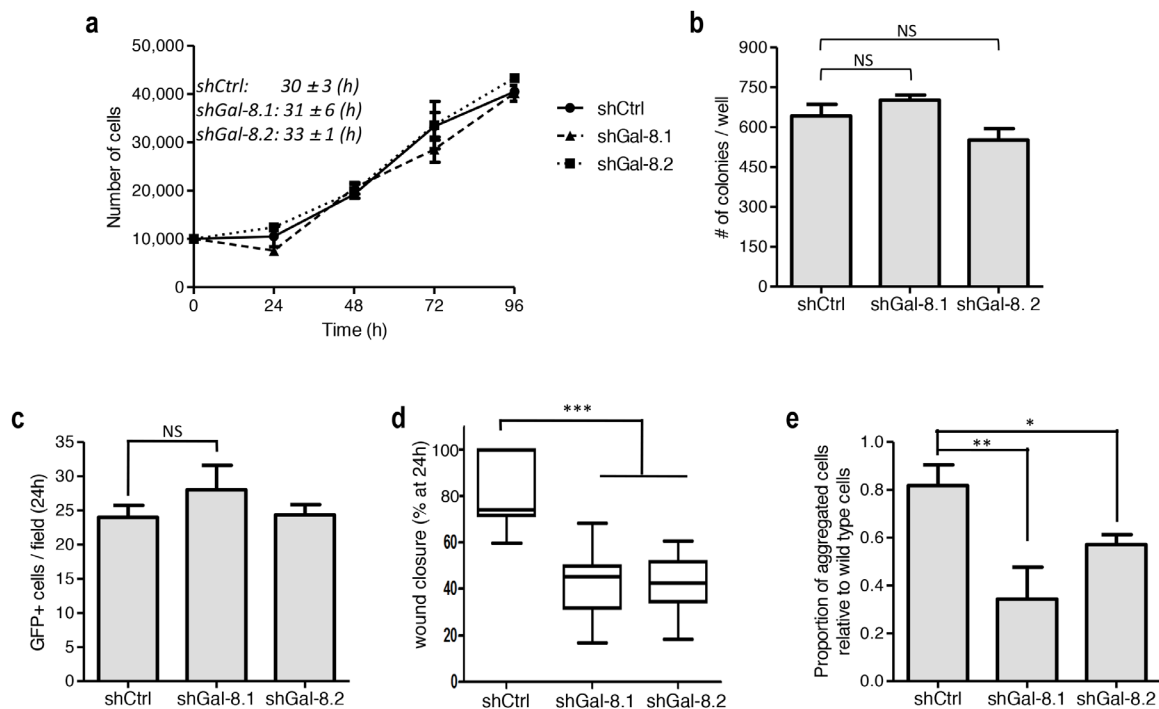 a
Number of cells
50,000
40,000
30,000
20,000
10,000
0
shCtrl: 30 ± 3 (h)
shGal-8.1: 31 ± 6 (h)
shGal-8.2: 33 ± 1 (h)
0 24 48 72 96
Time (h)
shCtrl
shGal-8.1
shGal-8.2
b
# of colonies / well
900
750
600
450
300
150
0
NS
NS
shCtrl shGal-8.1 shGal-8. 2
c
GFP+ cells / field (24h)
35
30
25
20
15
10
5
0
NS
shCtrl shGal-8.1 shGal-8.2
d
wound closure (% at 24h)
100
80
60
40
20
0
***
shCtrl shGal-8.1 shGal-8.2
e
Proportion of aggregated cells
relative to wild type cells
1.0
0.8
0.6
0.4
0.2
0.0
*
**
shCtrl shGal-8.1 shGal-8.2